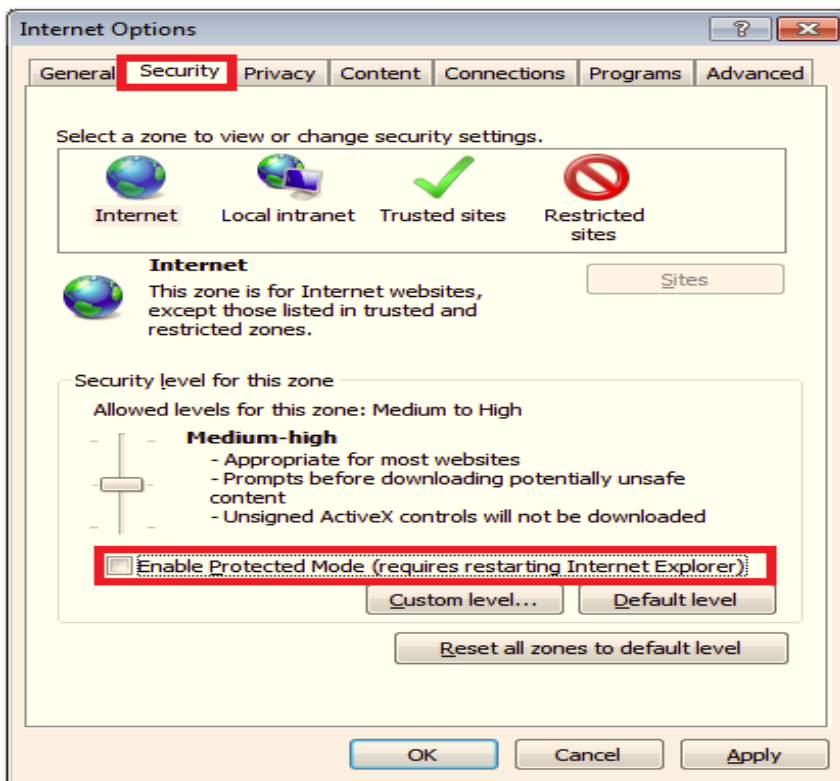 Internet Options
General Security Privacy Content Connections Programs Advanced
Select a zone to view or change security settings.
Internet Local intranet Trusted sites Restricted
sites
Internet
This zone is for Internet websites,
except those listed in trusted and
restricted zones.
Sites
Security level for this zone
Allowed levels for this zone: Medium to High
Medium-high
- Appropriate for most websites
- Prompts before downloading potentially unsafe
content
- Unsigned ActiveX controls will not be downloaded
Enable Protected Mode (requires restarting Internet Explorer)
Custom level... Default level
Reset all zones to default level
OK Cancel Apply